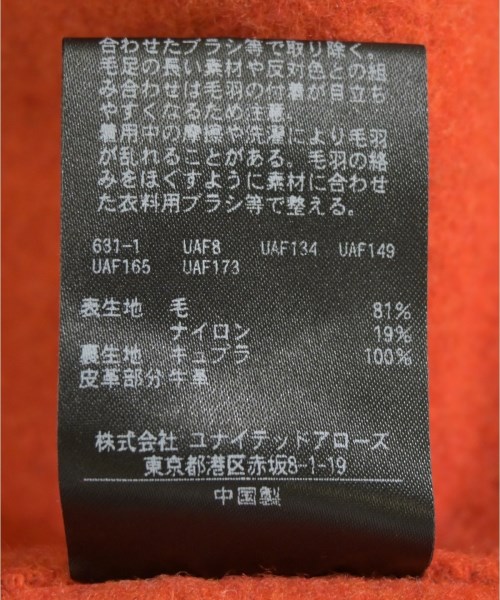 合わせたブラシ等で取り除く。
毛足の長い素材や反対色との組
み合わせは毛羽の付着が目立ち
やすくなるため注意。
着用中の摩擦や洗濯により毛羽
が乱れることがある。毛羽の絡
みをほぐすように素材に合わせ
た衣料用ブラシ等で整える。
631-1 UAF8 UAF134 UAF149
UAF165 UAF173
表生地 毛 81%
ナイロン 19%
裏生地 キュプラ 100%
皮革部分 牛革
株式会社 ユナイテッドアローズ
東京都港区赤坂8-1-19
中国製